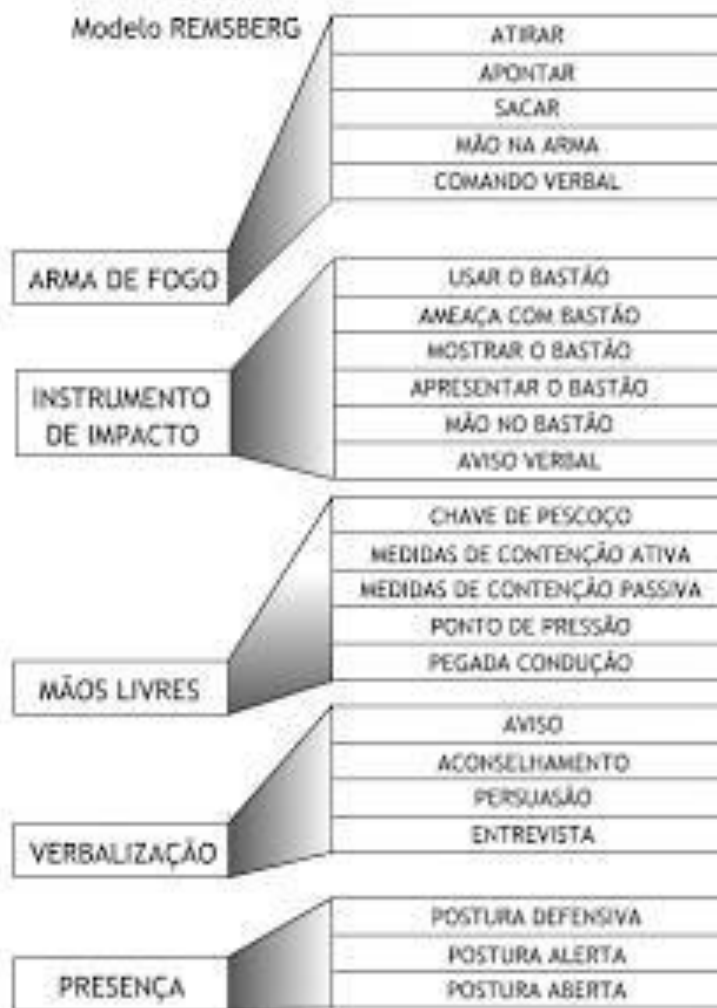 Modelo REMSBERG
ATIRAR
APONTAR
SACAR
MÃO NA ARMA
COMANDO VERBAL
ARMA DE FOGO
USAR O BASTÃO
AMEAÇA COM BASTÃO
MOSTRAR O BASTÃO
APRESENTAR O BASTÃO
MÃO NO BASTÃO
AVISO VERBAL
INSTRUMENTO
DE IMPACTO
CHAVE DE PESCOÇO
MEDIDAS DE CONTENÇÃO ATIVA
MEDIDAS DE CONTENÇÃO PASSIVA
PONTO DE PRESSÃO
PEGADA CONDUÇÃO
MÃOS LIVRES
AVISO
ACONSELHAMENTO
PERSUASÃO
ENTREVISTA
VERBALIZAÇÃO
POSTURA DEFENSIVA
POSTURA ALERTA
POSTURA ABERTA
PRESENÇA